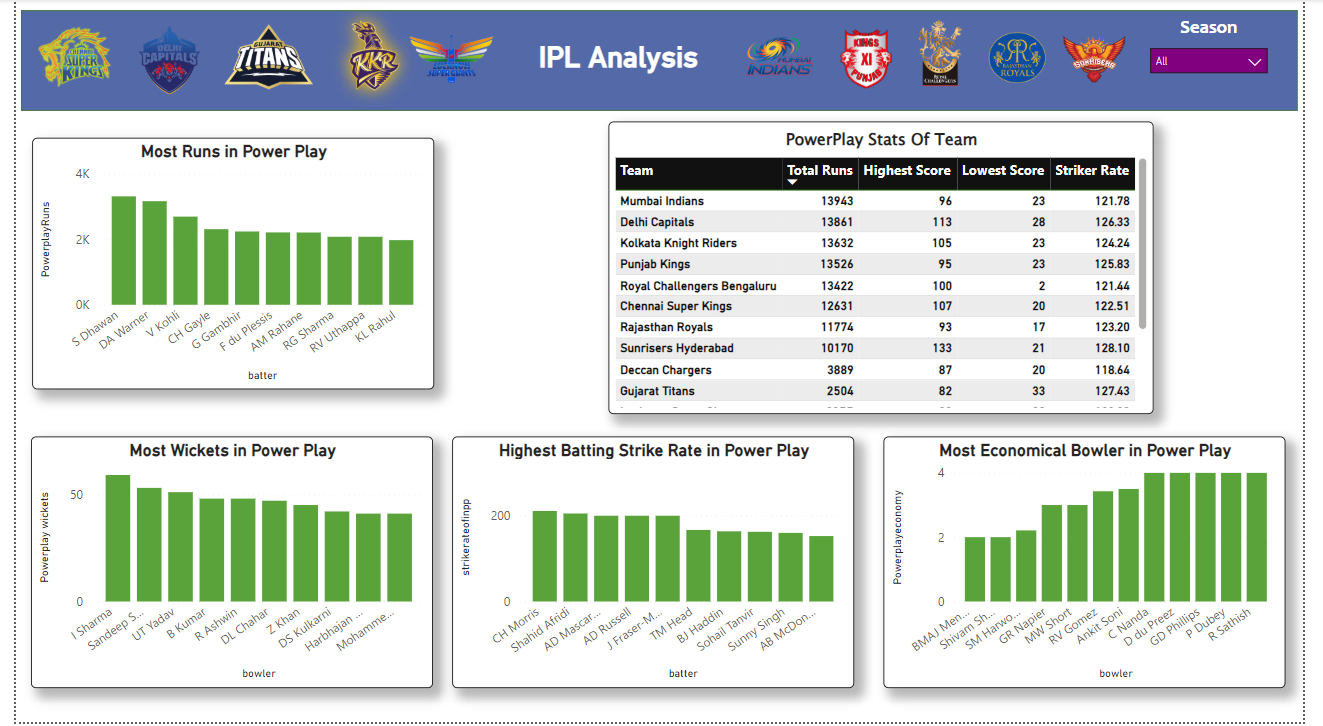 CHENNAI SUPER KINGS
DELHI CAPITALS
GUJARAT TITANS
KKR
SUPER GIANTS
IPL Analysis
MUMBAI INDIANS
KINGS XI PUNJAB
ROYAL CHALLENGERS
RAJASTHAN ROYALS
SUNRISERS
Season
All
Most Runs in Power Play
PowerplayRuns
4K
2K
0K
S Dhawan
DA Warner
V Kohli
CH Gayle
G Gambhir
F du Plessis
AM Rahane
RG Sharma
RV Uthappa
KL Rahul
batter
PowerPlay Stats Of Team
Team Total Runs Highest Score Lowest Score Striker Rate
Mumbai Indians 13943 96 23 121.78
Delhi Capitals 13861 113 28 126.33
Kolkata Knight Riders 13632 105 23 124.24
Punjab Kings 13526 95 23 125.83
Royal Challengers Bengaluru 13422 100 2 121.44
Chennai Super Kings 12631 107 20 122.51
Rajasthan Royals 11774 93 17 123.20
Sunrisers Hyderabad 10170 133 21 128.10
Deccan Chargers 3889 87 20 118.64
Gujarat Titans 2504 82 33 127.43
Most Wickets in Power Play
Powerplay wickets
50
0
I Sharma
Sandeep S...
UT Yadav
B Kumar
R Ashwin
DL Chahar
Z Khan
DS Kulkarni
Harbhajan ...
Mohamme...
bowler
Highest Batting Strike Rate in Power Play
strikerateofinpp
200
0
CH Morris
Shahid Afridi
AD Mascar...
AD Russell
J Fraser-M...
TM Head
BJ Haddin
Sohail Tanvir
Sunny Singh
AB McDon...
batter
Most Economical Bowler in Power Play
Powerplayeconomy
4
2
0
BMAJ Men...
Shivam Sh...
SM Harwo...
GR Napier
MW Short
RV Gomez
Ankit Soni
C Nanda
D du Preez
GD Phillips
P Dubey
R Sathish
bowler